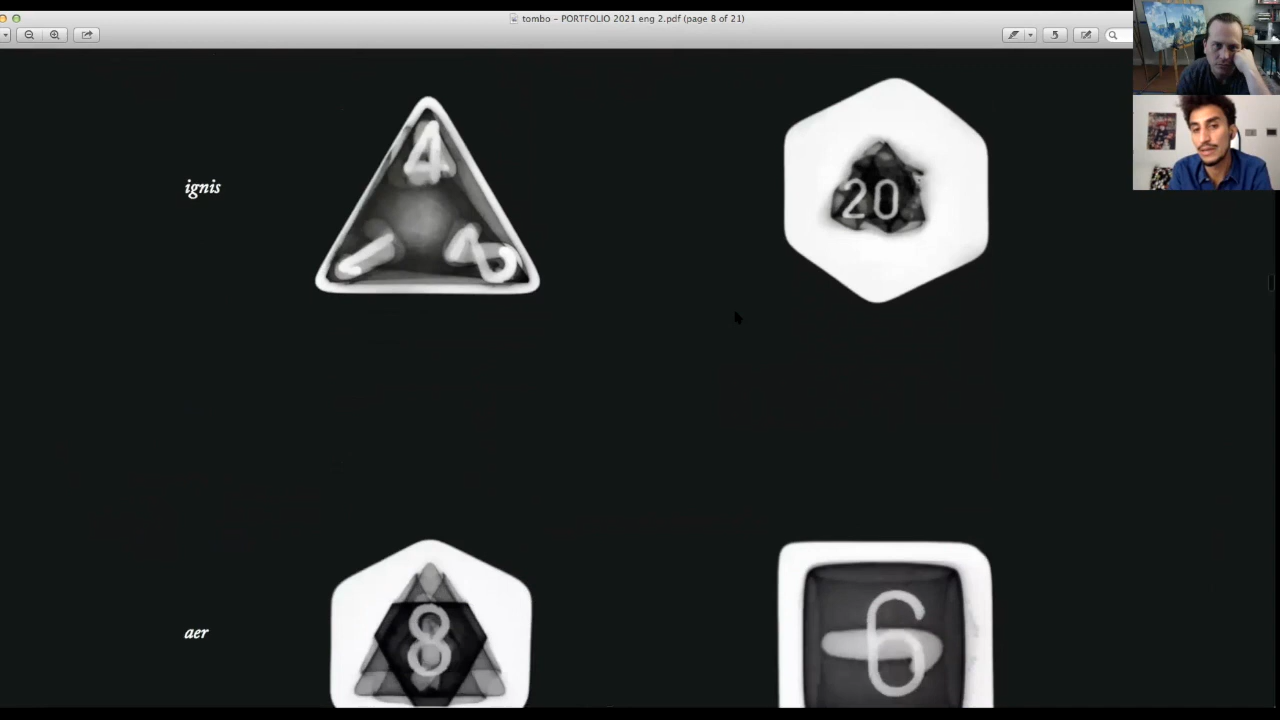 tombo – PORTFOLIO 2021 eng 2.pdf (page 8 of 21)
ignis
4
20
aer
8
6